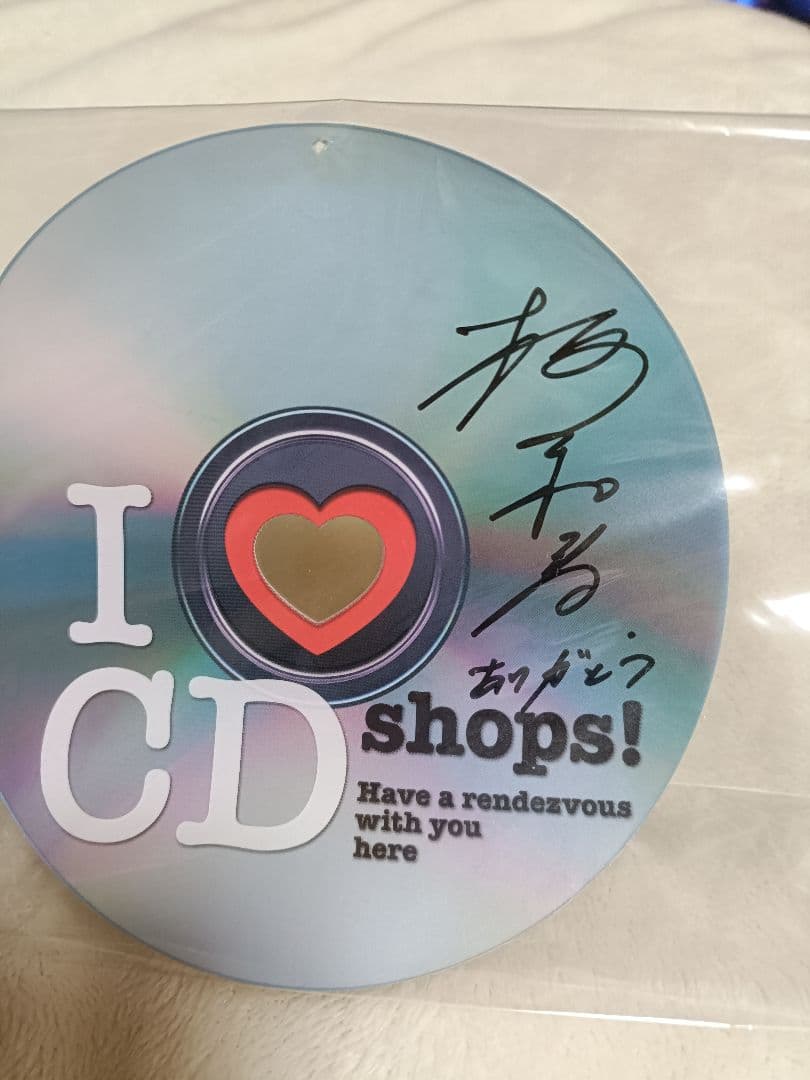 I
CD shops!
ありがとう
Have a rendezvous
with you
here